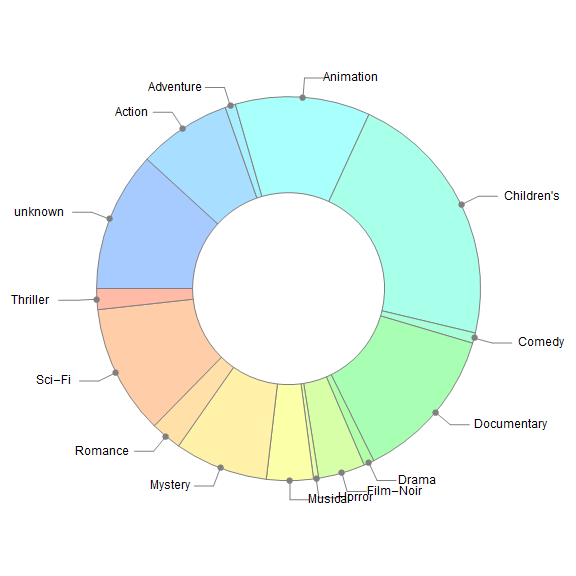 Animation
Adventure
Action
Children's
unknown
Thriller
Comedy
Sci-Fi
Documentary
Romance
Drama
Mystery
Film-Noir
Horror
Musical